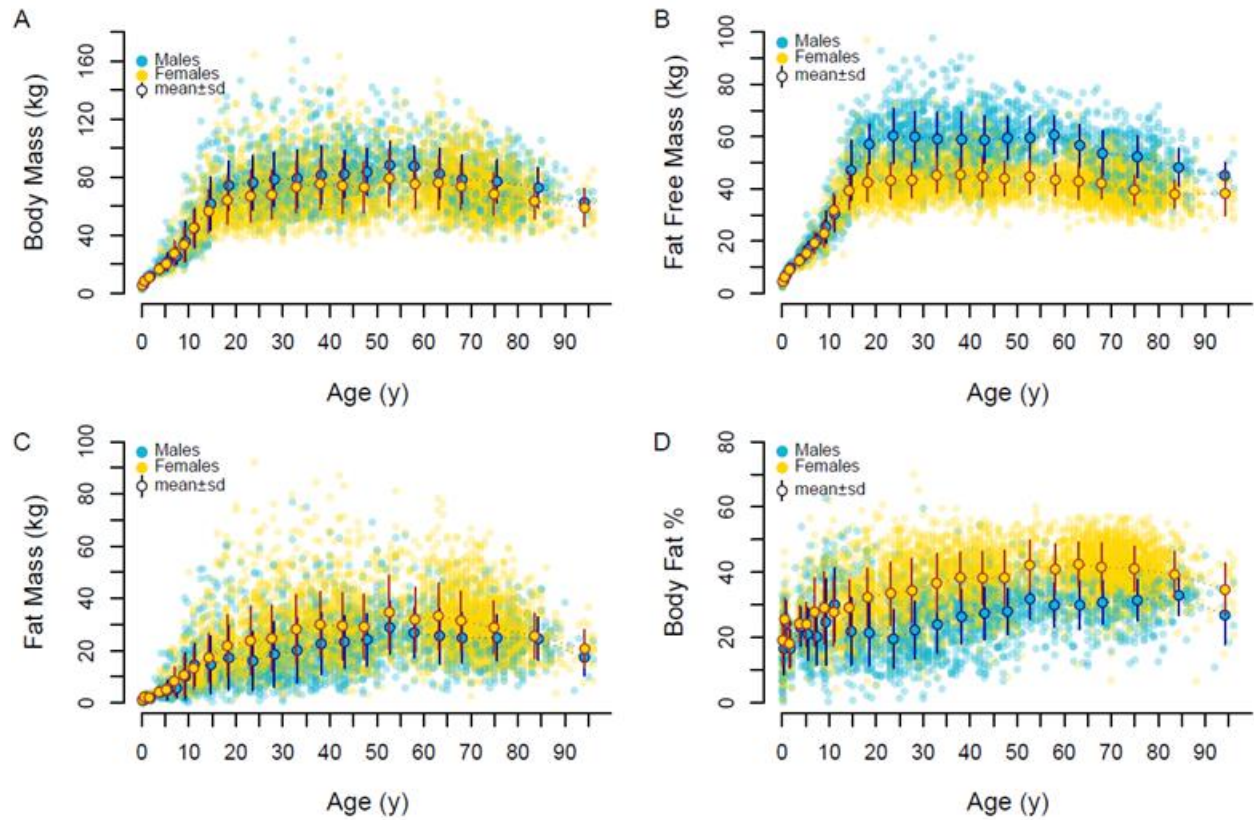 A
Body Mass (kg)
160
120
80
40
0
Males
Females
mean±sd
0 10 20 30 40 50 60 70 80 90
Age (y)
B
Fat Free Mass (kg)
100
80
60
40
20
0
Males
Females
mean±sd
0 10 20 30 40 50 60 70 80 90
Age (y)
C
Fat Mass (kg)
100
80
60
40
20
0
Males
Females
mean±sd
0 10 20 30 40 50 60 70 80 90
Age (y)
D
Body Fat %
80
60
40
20
0
Males
Females
mean±sd
0 10 20 30 40 50 60 70 80 90
Age (y)